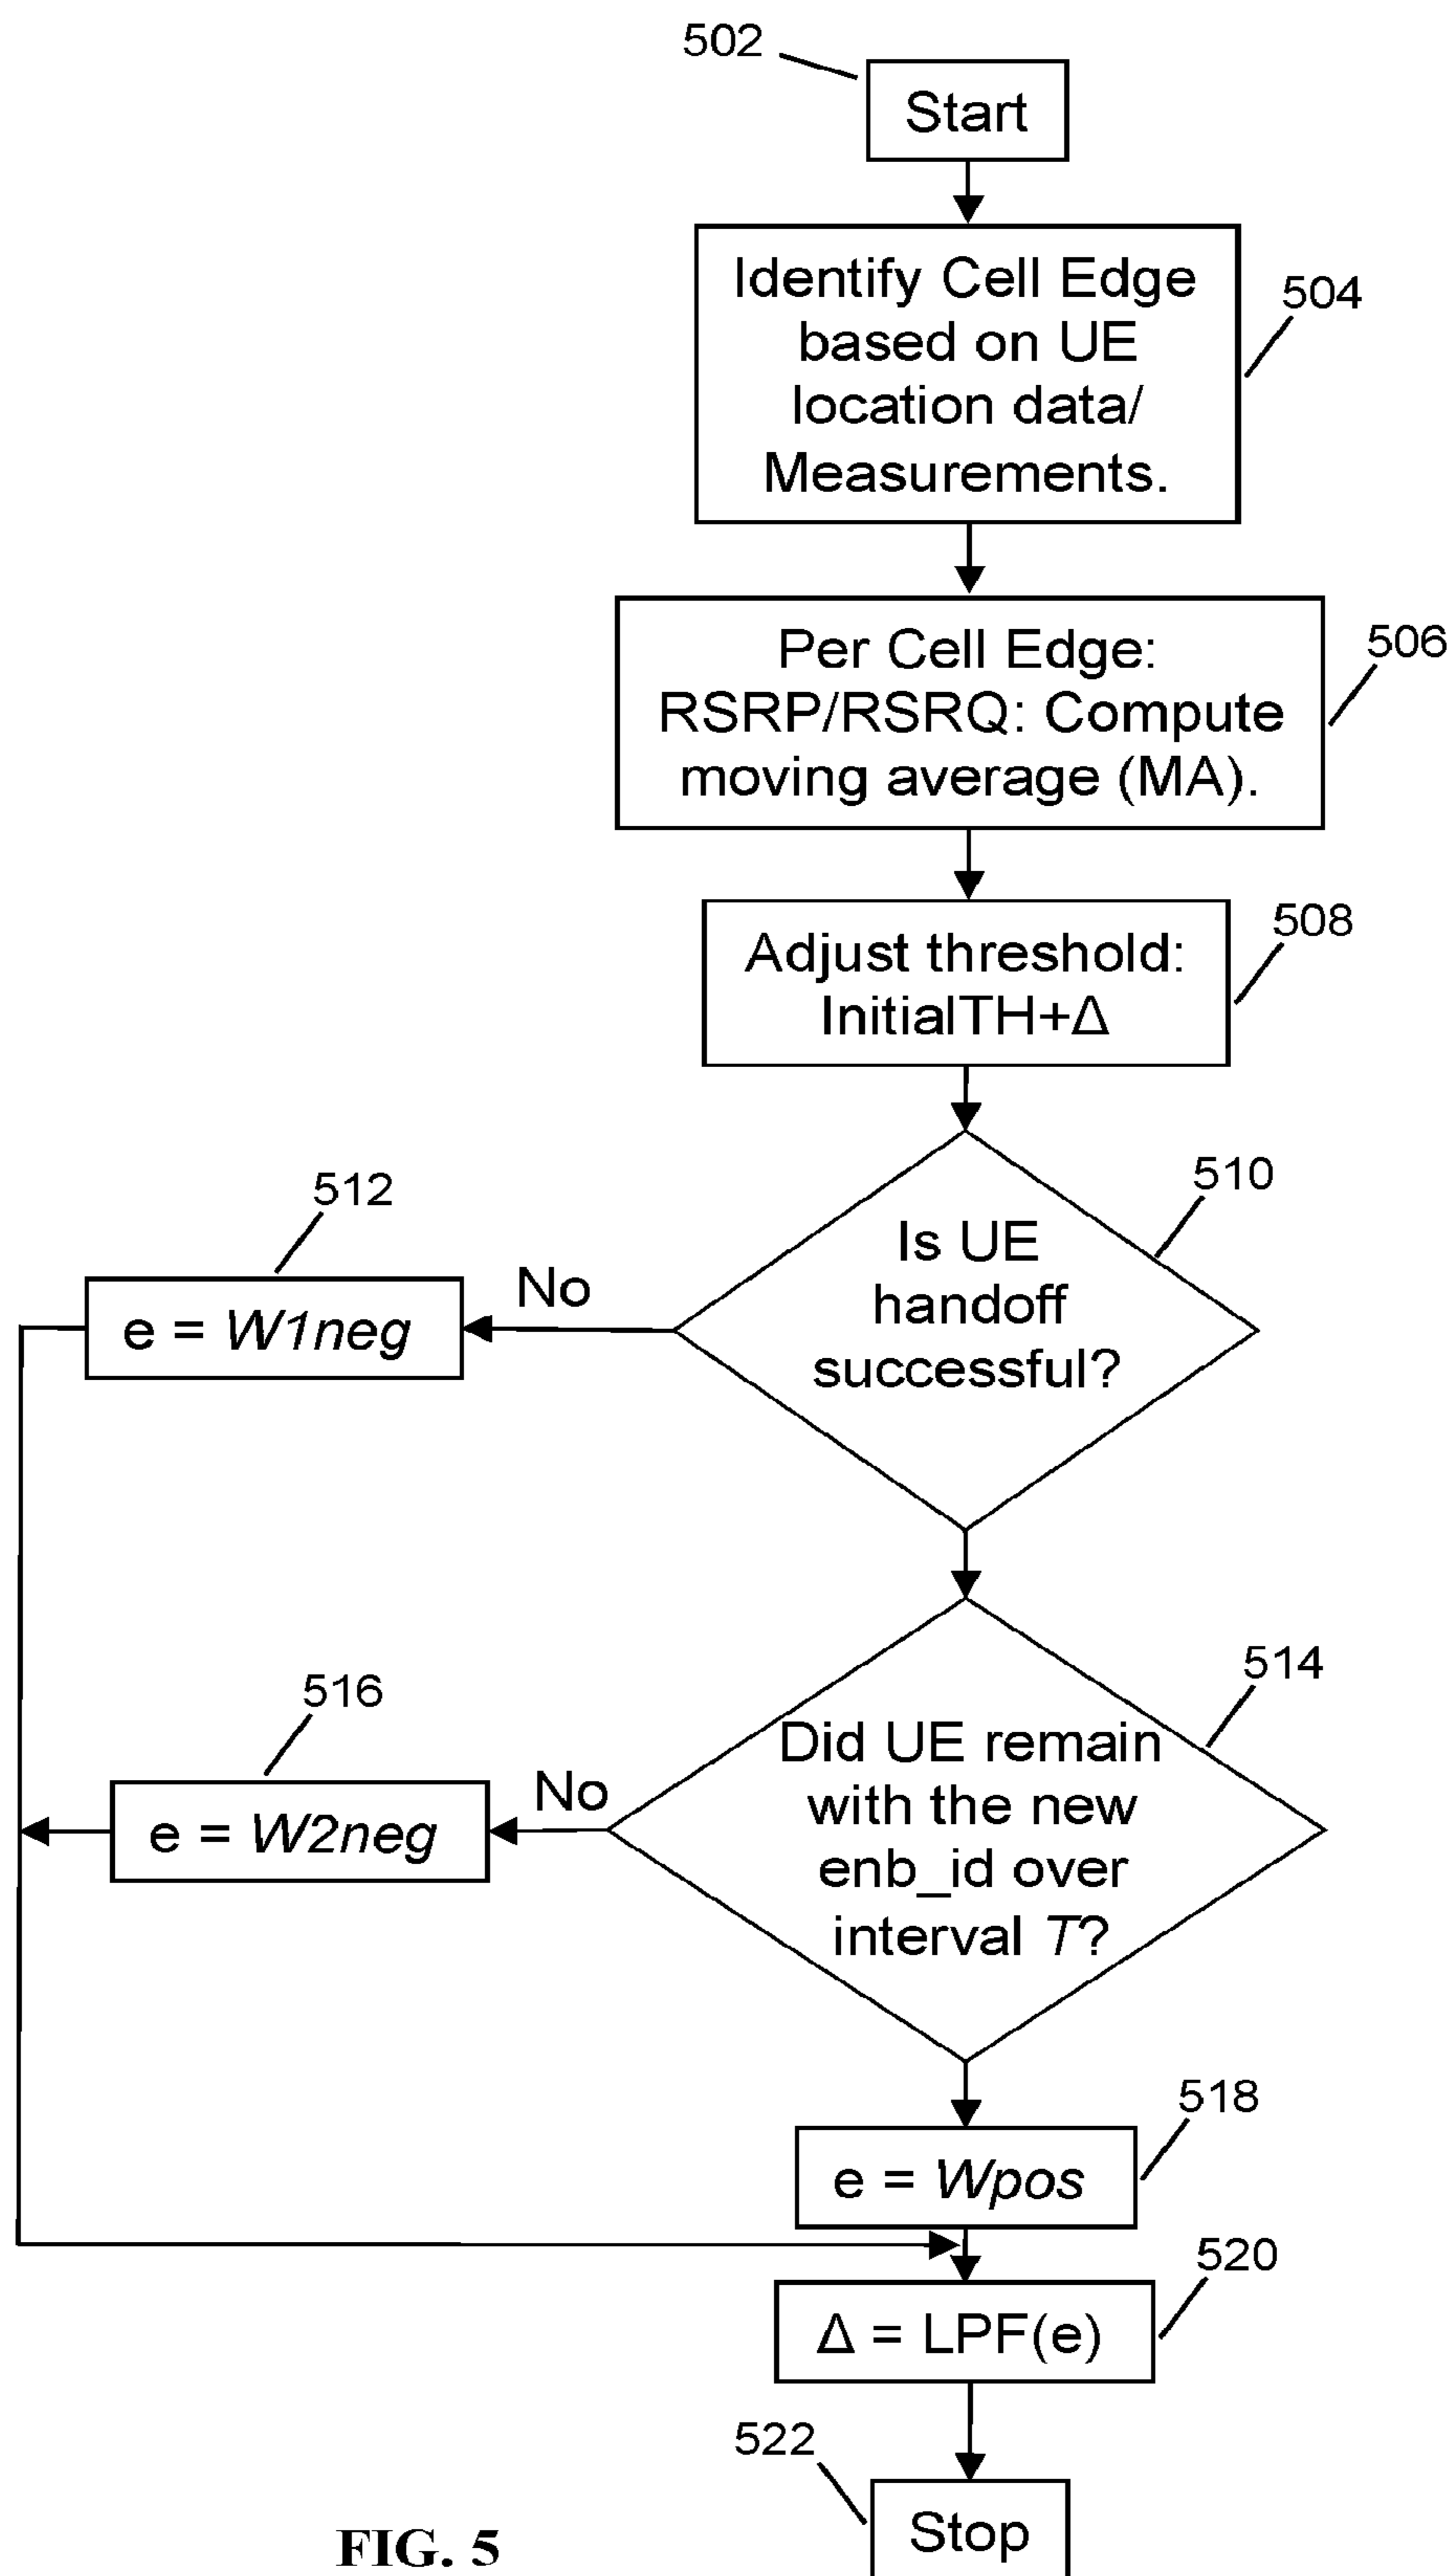 502
Start
Identify Cell Edge
based on UE
location data/
Measurements.
504
Per Cell Edge:
RSRP/RSRQ: Compute
moving average (MA).
506
Adjust threshold:
InitialTH+Δ
508
Is UE
handoff
successful?
510
No
512
e = W1neg
Did UE remain
with the new
enb_id over
interval T?
514
No
516
e = W2neg
518
e = Wpos
520
Δ = LPF(e)
522
Stop
FIG. 5